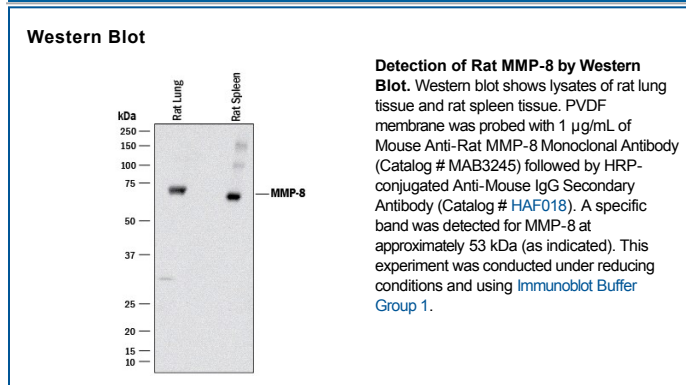 Western Blot
Rat Lung
Rat Spleen
kDa
250
150
100
75
50
37
25
20
15
10
MMP-8
Detection of Rat MMP-8 by Western
Blot. Western blot shows lysates of rat lung
tissue and rat spleen tissue. PVDF
membrane was probed with 1 µg/mL of
Mouse Anti-Rat MMP-8 Monoclonal Antibody
(Catalog # MAB3245) followed by HRP-
conjugated Anti-Mouse IgG Secondary
Antibody (Catalog # HAF018). A specific
band was detected for MMP-8 at
approximately 53 kDa (as indicated). This
experiment was conducted under reducing
conditions and using Immunoblot Buffer
Group 1.